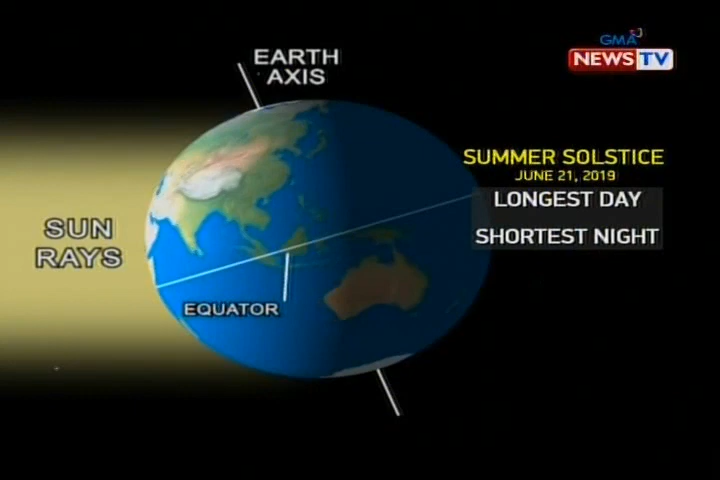 GMA
NEWS TV
EARTH
AXIS
SUMMER SOLSTICE
JUNE 21, 2019
LONGEST DAY
SHORTEST NIGHT
SUN
RAYS
EQUATOR